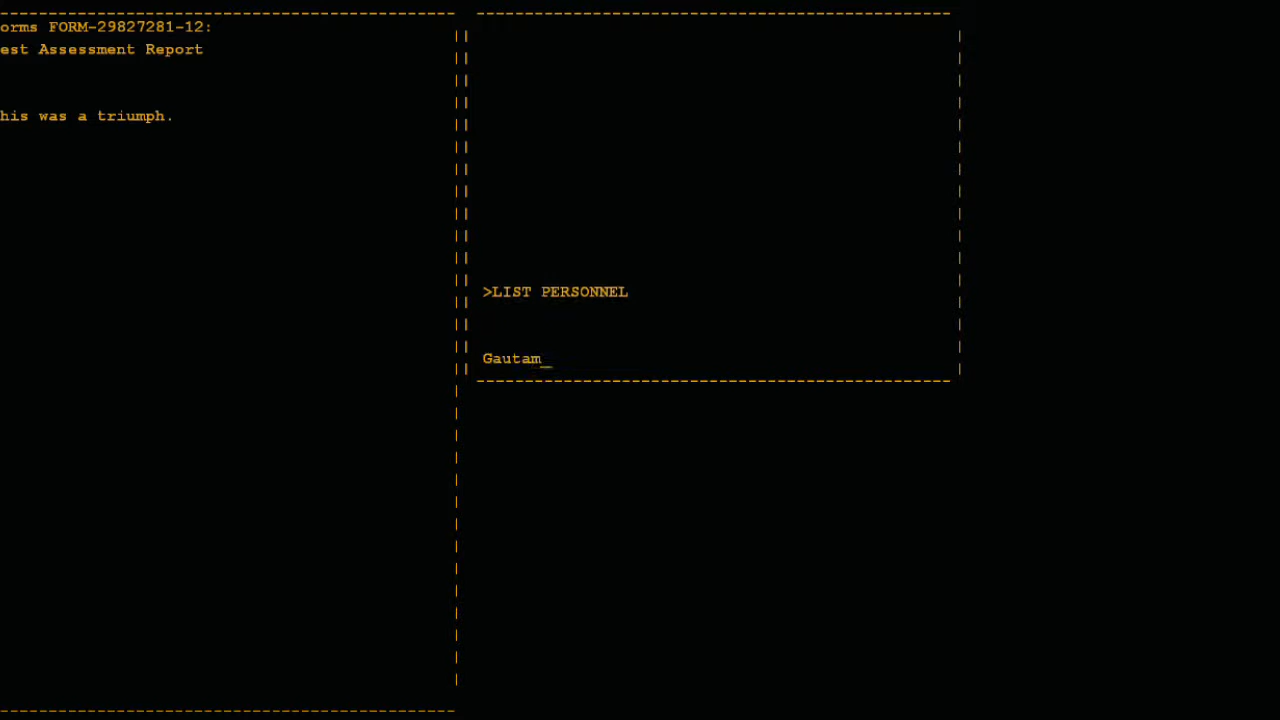 orms FORM-29827281-12:
est Assessment Report
his was a triumph.
>LIST PERSONNEL
Gautam_